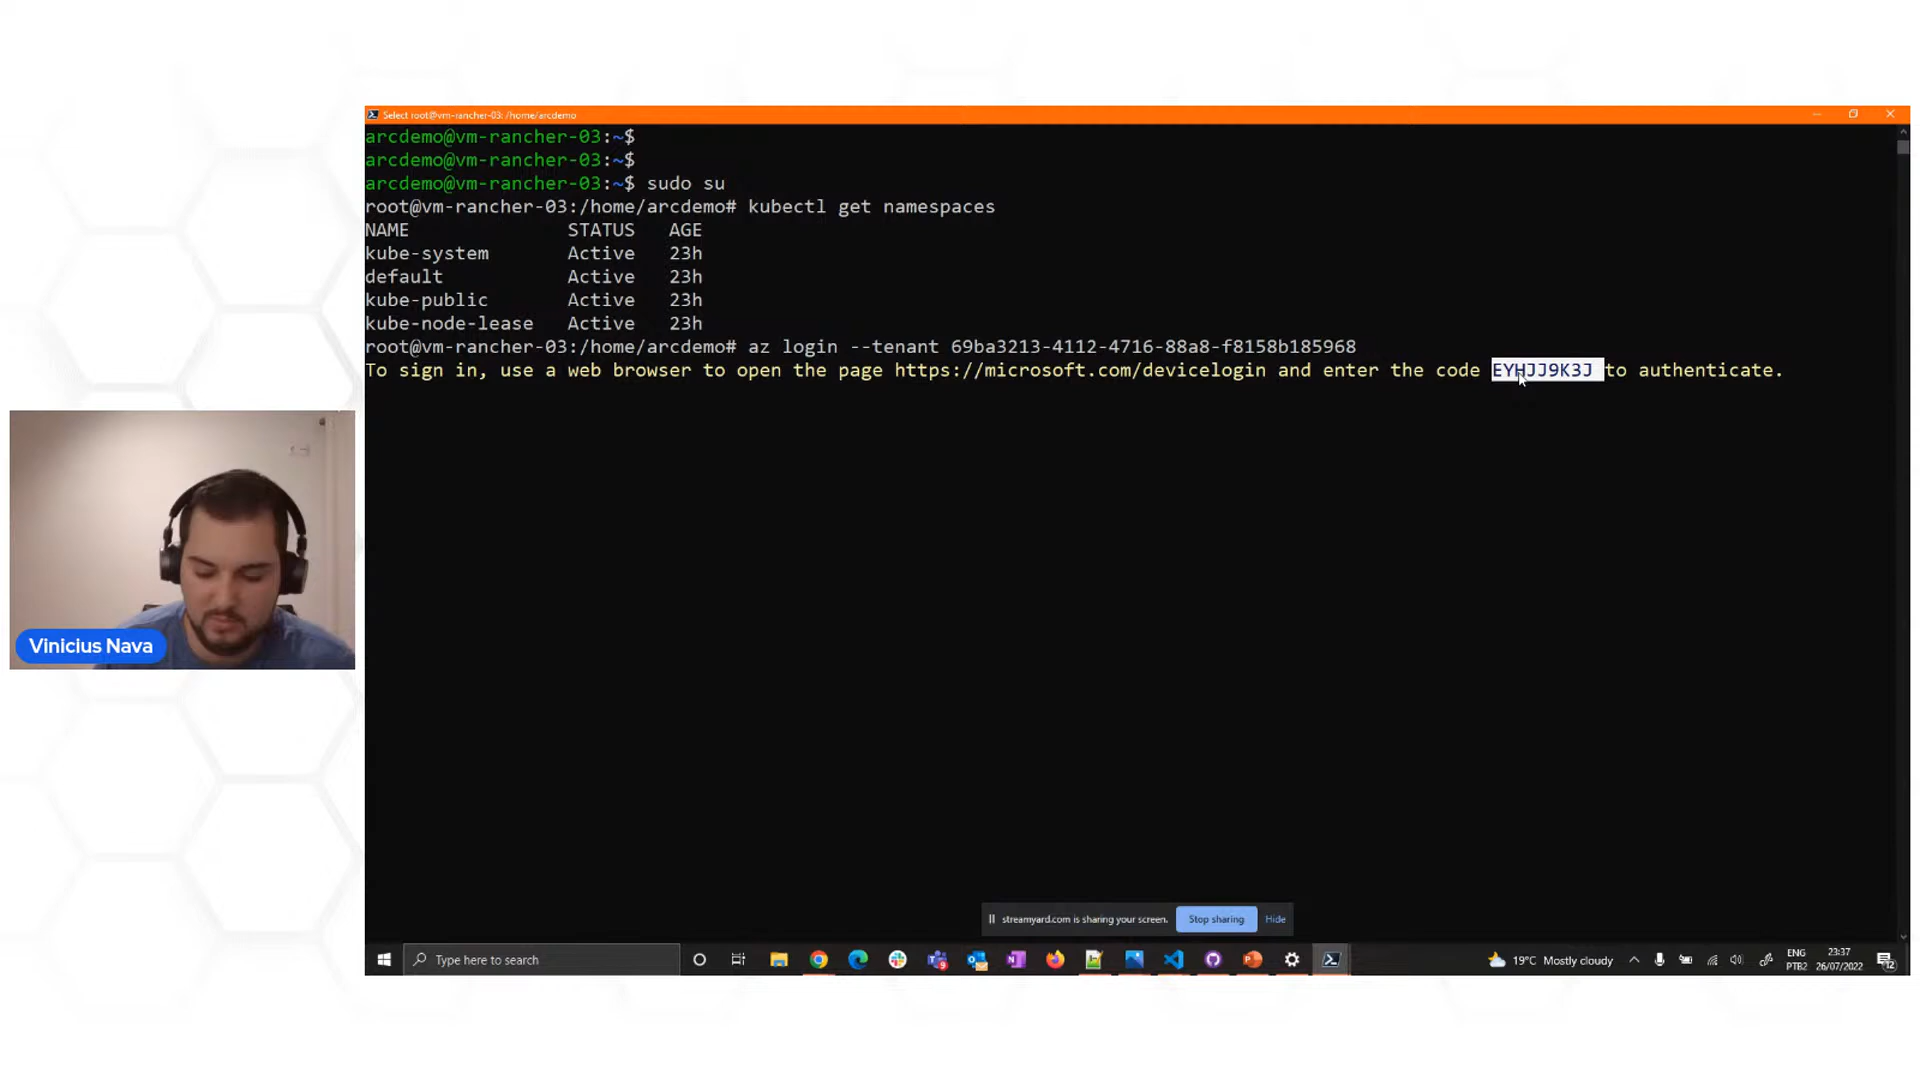 Select root@vm-rancher-03: /home/arcdemo
arcdemo@vm-rancher-03:~$
arcdemo@vm-rancher-03:~$
arcdemo@vm-rancher-03:~$ sudo su
root@vm-rancher-03:/home/arcdemo# kubectl get namespaces
NAME STATUS AGE
kube-system Active 23h
default Active 23h
kube-public Active 23h
kube-node-lease Active 23h
root@vm-rancher-03:/home/arcdemo# az login --tenant 69ba3213-4112-4716-88a8-f8158b185968
To sign in, use a web browser to open the page https://microsoft.com/devicelogin and enter the code EYHJJ9K3J to authenticate.
Vinicius Nava
streamyard.com is sharing your screen. Stop sharing Hide
Type here to search
19°C Mostly cloudy
ENG
PTB2
23:37
26/07/2022
12